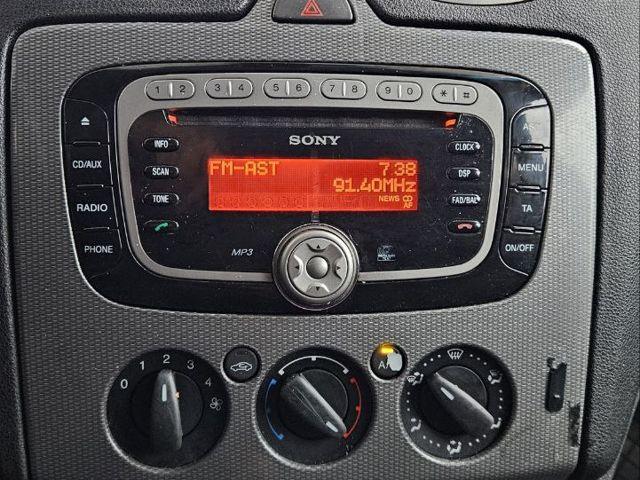 1 2 3 4 5 6 7 8 9 0 * #
SONY
INFO CLOCK
CD/AUX SCAN DSP MENU
RADIO TONE FAD/BAL TA
PHONE ON/OFF
FM-AST 7:38
91.40MHz
NEWS CD
AF
MP3
0 1 2 3 4
A/C